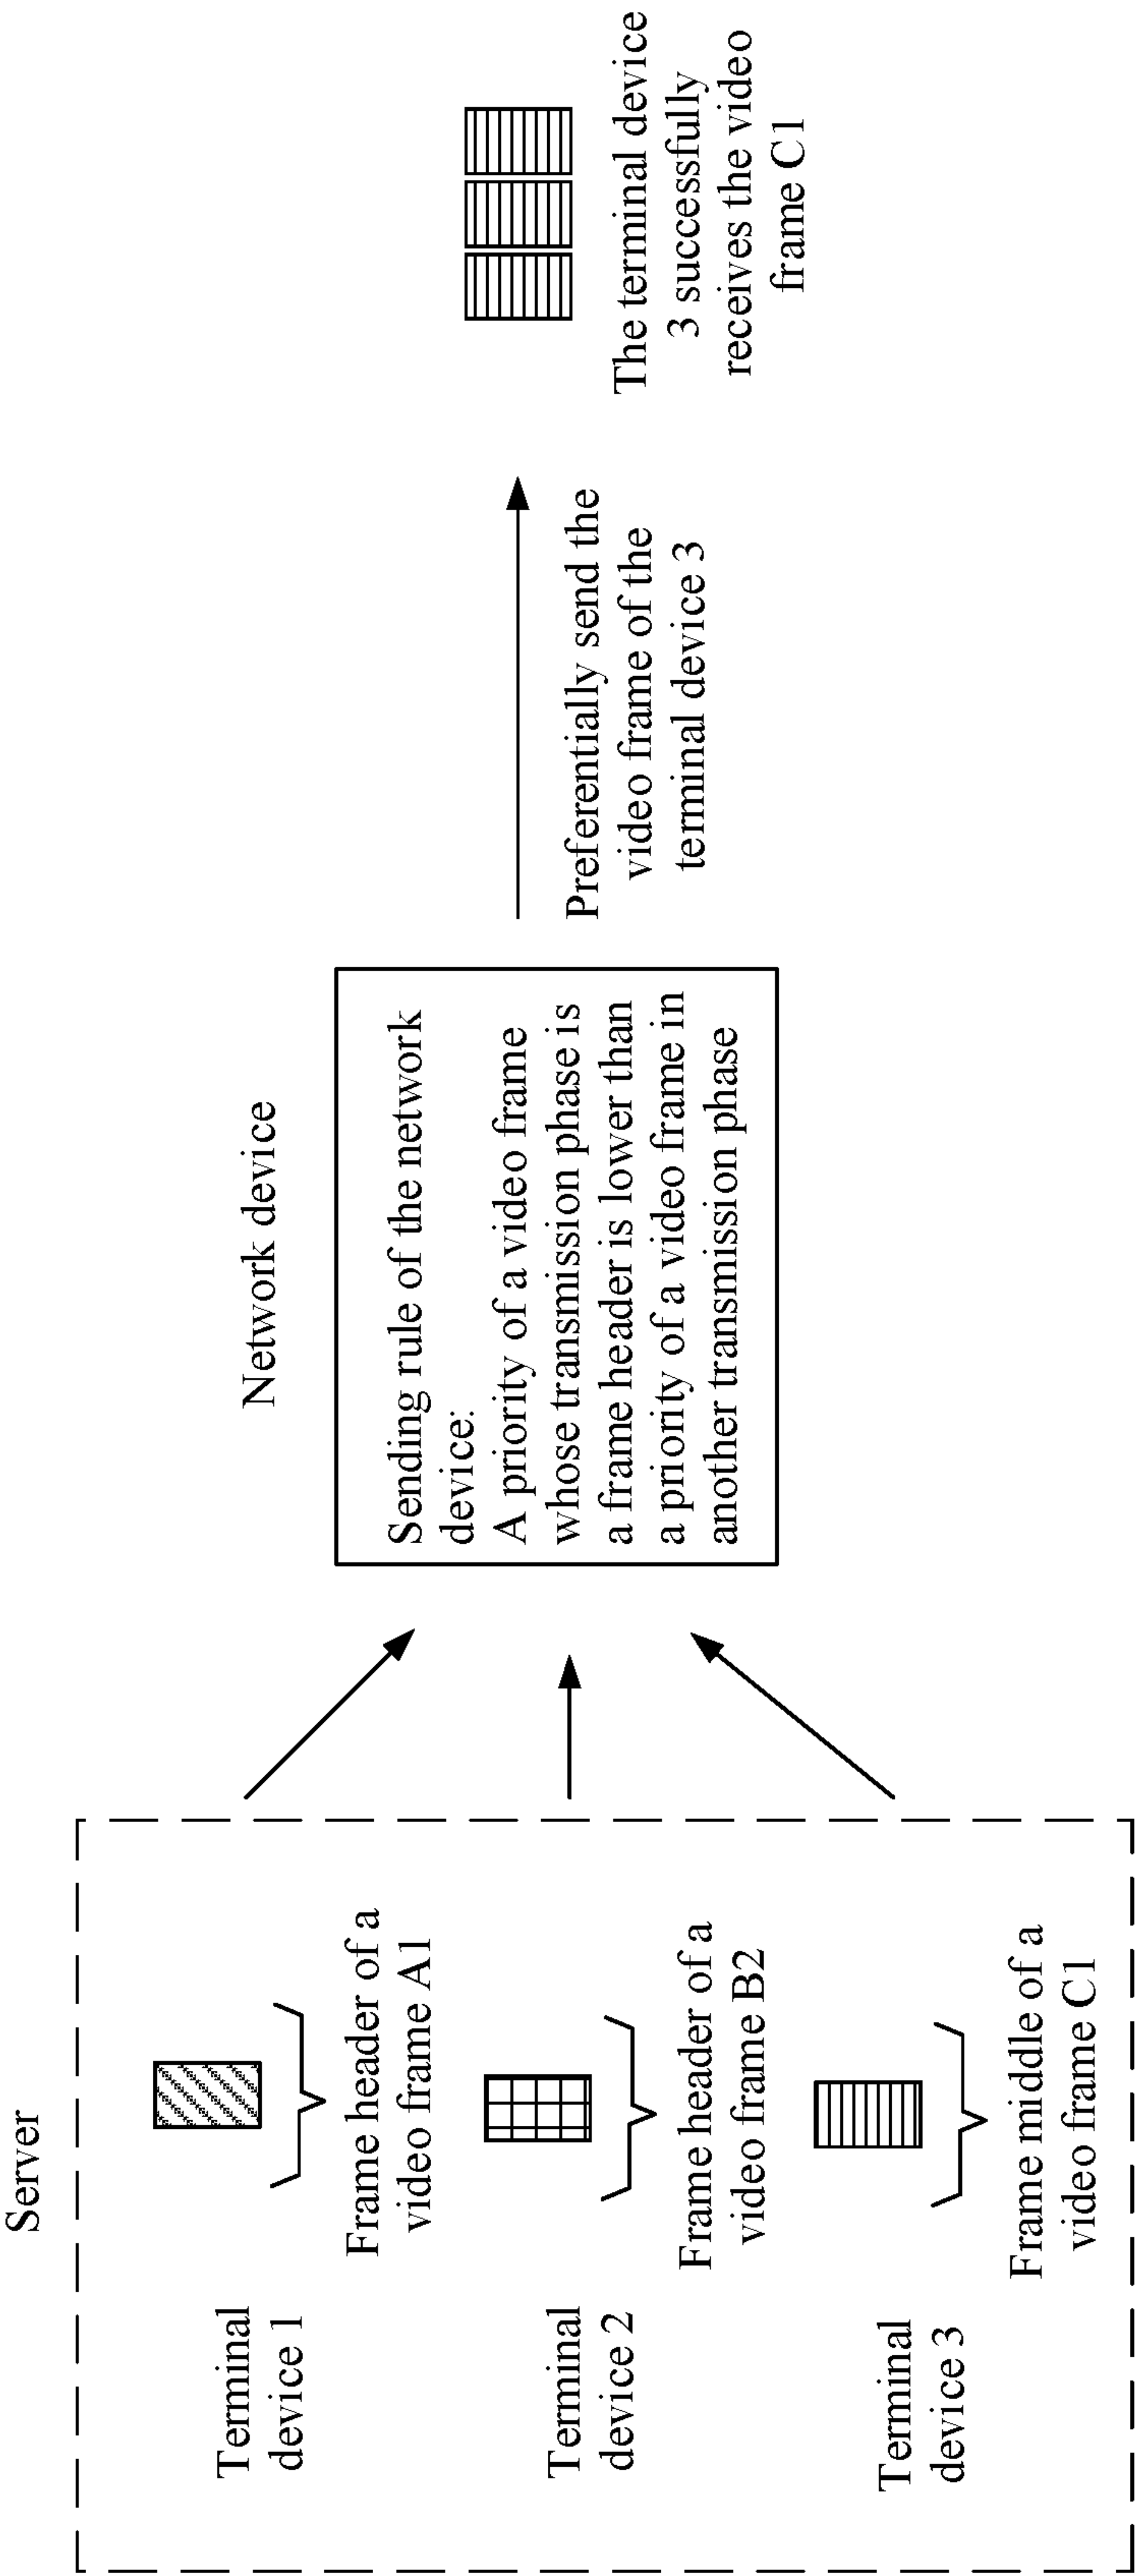 Server
Terminal
device 1
Frame header of a
video frame A1
Terminal
device 2
Frame header of a
video frame B2
Terminal
device 3
Frame middle of a
video frame C1
Network device
Sending rule of the network
device:
A priority of a video frame
whose transmission phase is
a frame header is lower than
a priority of a video frame in
another transmission phase
Preferentially send the
video frame of the
terminal device 3
The terminal device
3 successfully
receives the video
frame C1